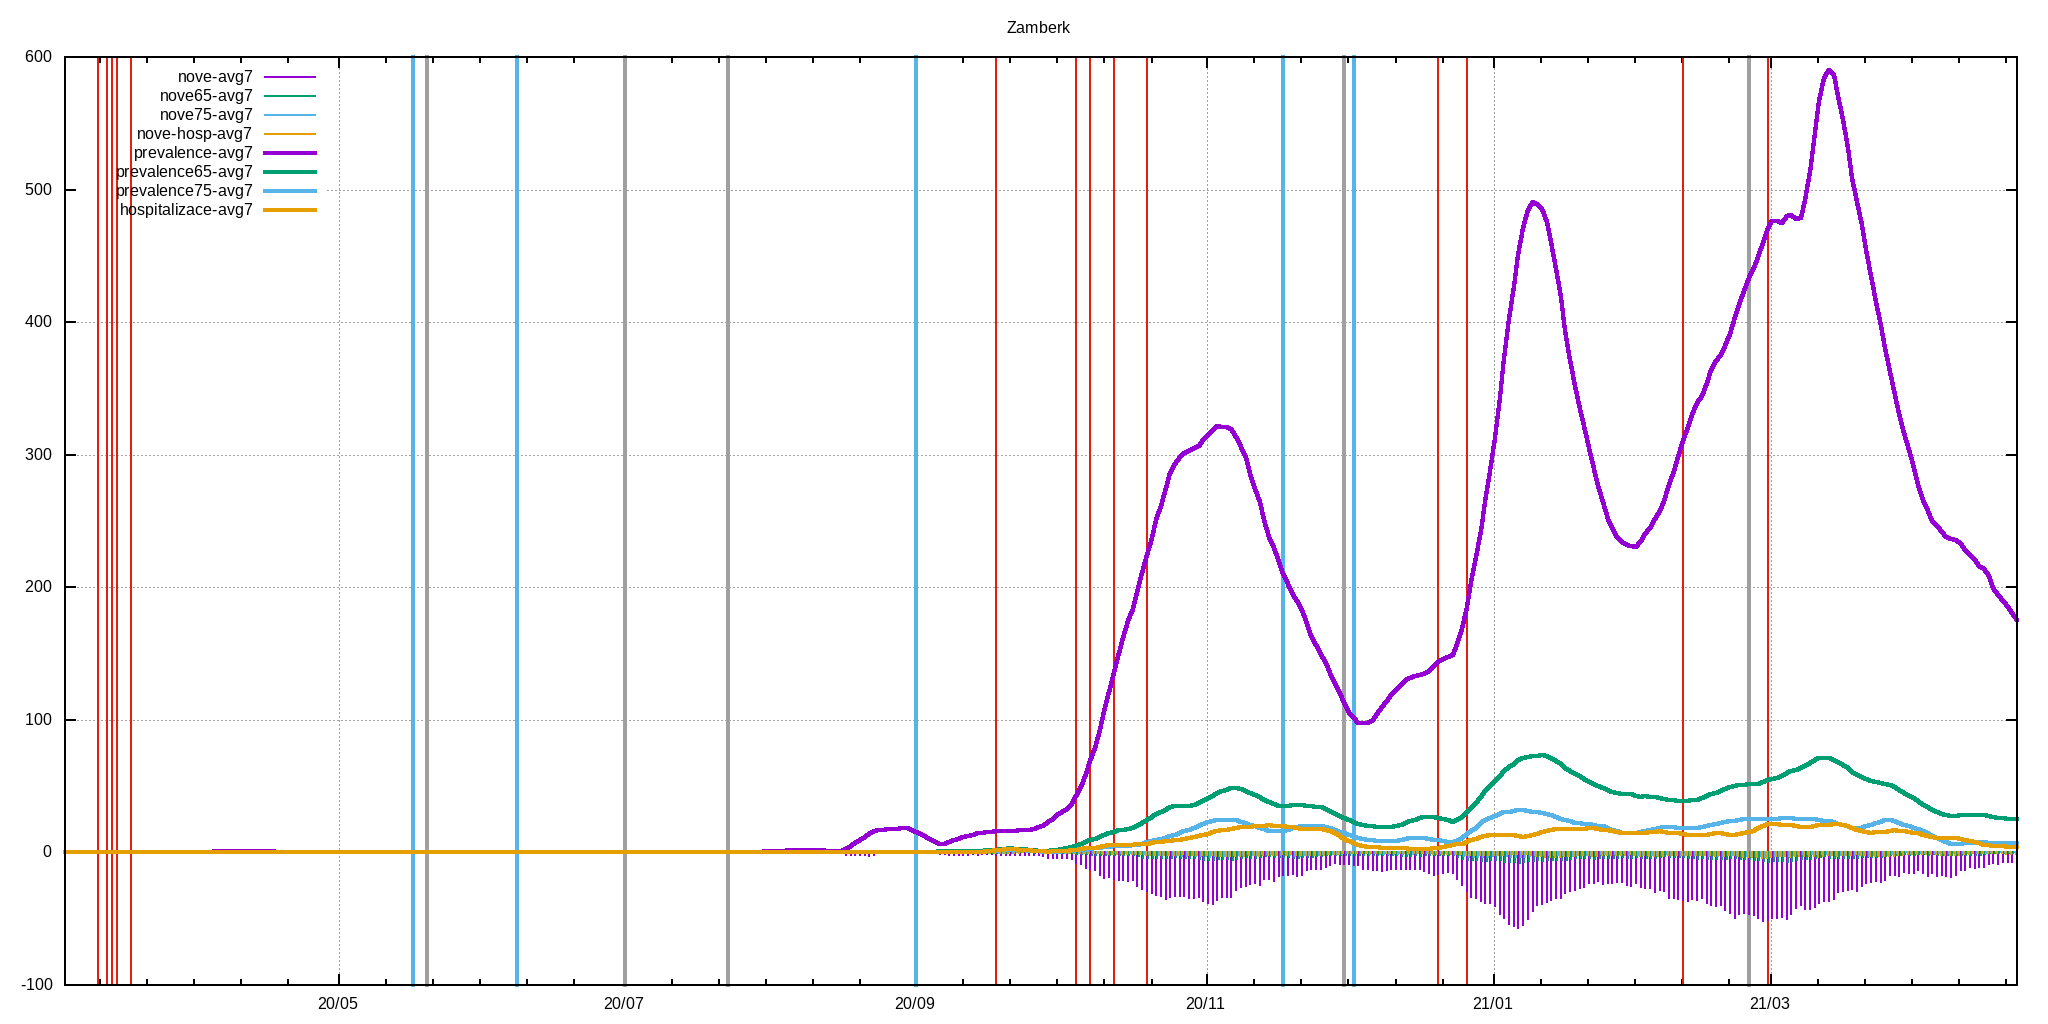 Zamberk
600
500
400
300
200
100
0
-100
nove-avg7
nove65-avg7
nove75-avg7
nove-hosp-avg7
prevalence-avg7
prevalence65-avg7
prevalence75-avg7
hospitalizace-avg7
20/05
20/07
20/09
20/11
21/01
21/03